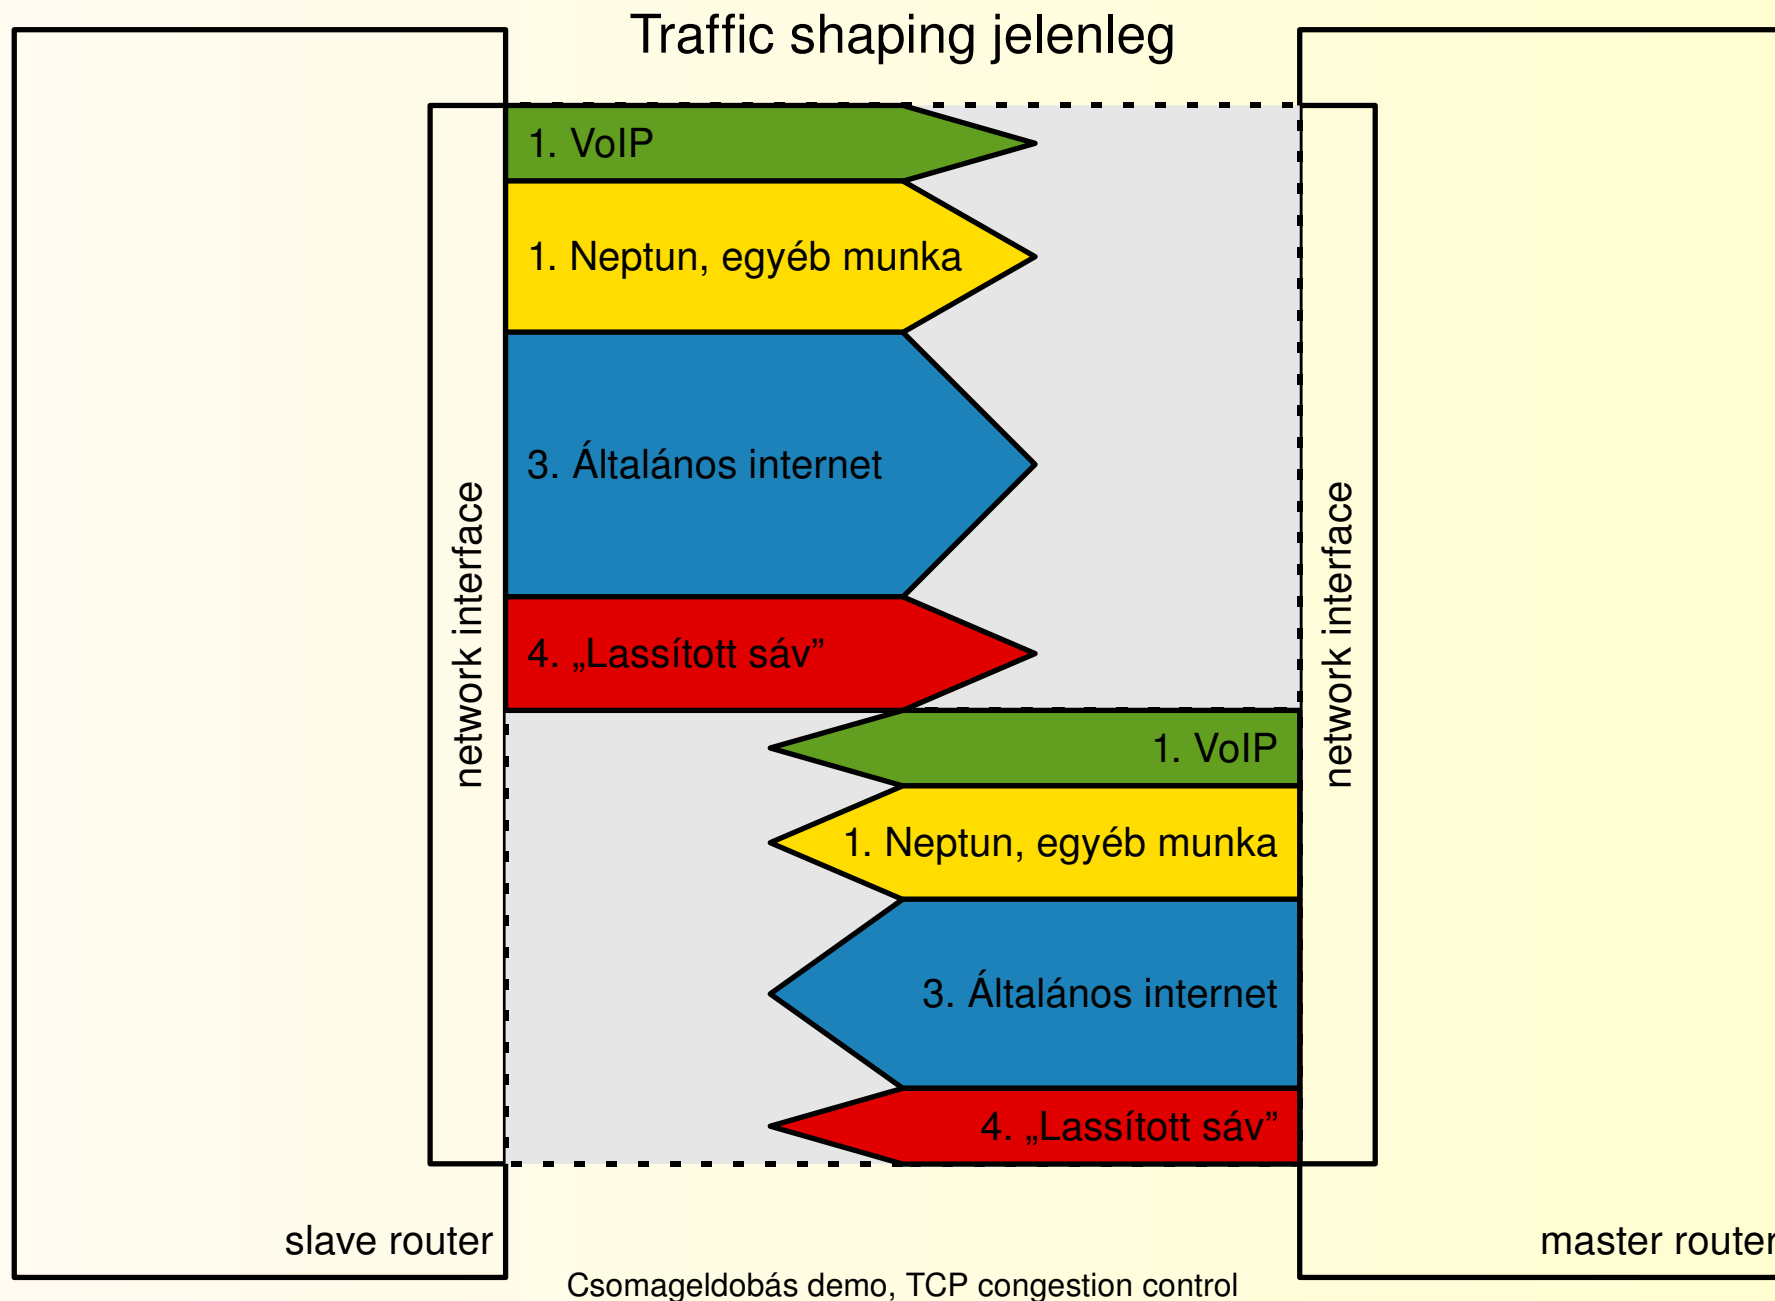 Traffic shaping jelenleg
1. VoIP
1. Neptun, egyéb munka
3. Általános internet
4. „Lassított sáv”
network interface
network interface
1. VoIP
1. Neptun, egyéb munka
3. Általános internet
4. „Lassított sáv”
slave router
master router
Csomageldobás demo, TCP congestion control